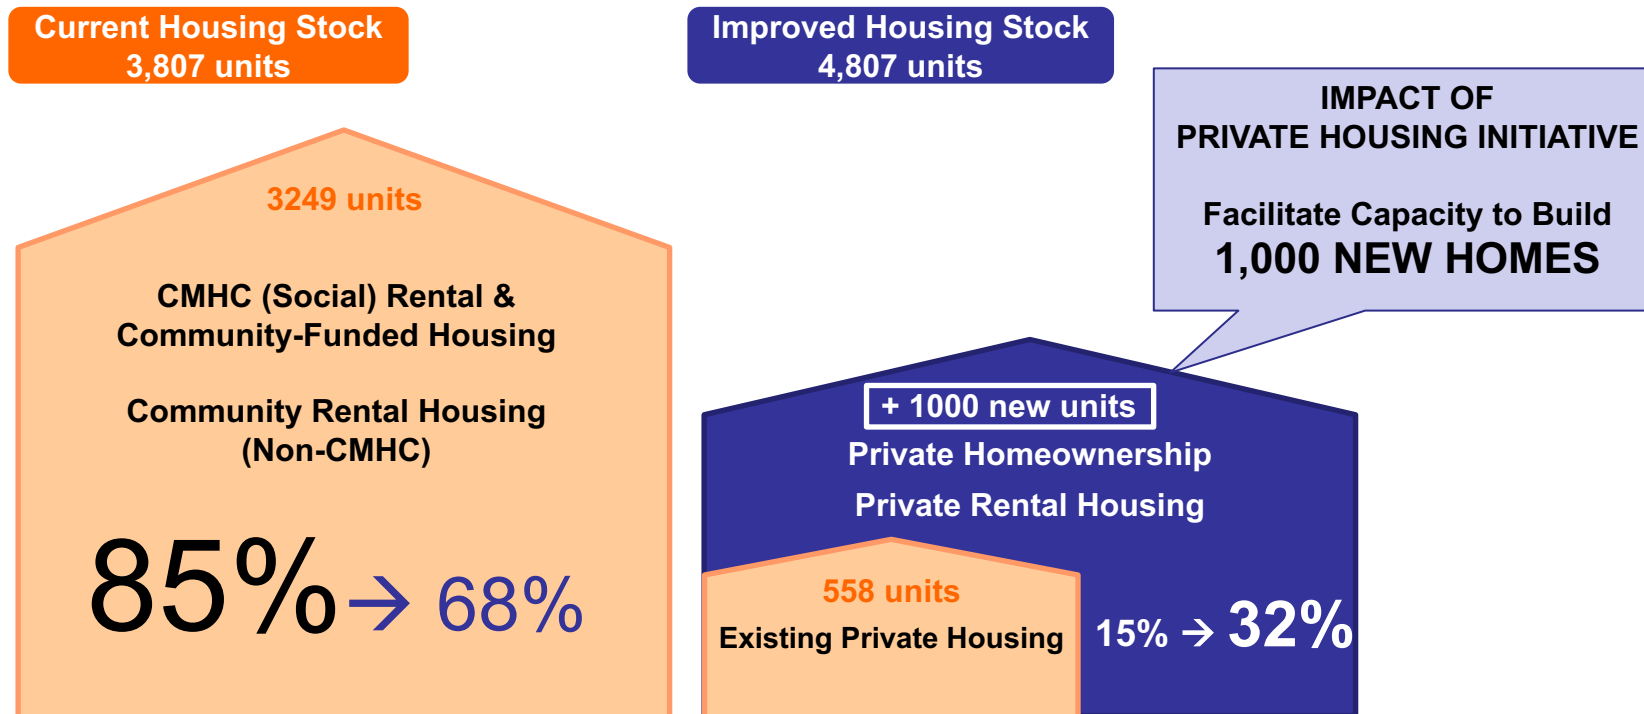 Current Housing Stock
3,807 units
Improved Housing Stock
4,807 units
IMPACT OF
PRIVATE HOUSING INITIATIVE
Facilitate Capacity to Build
1,000 NEW HOMES
3249 units
CMHC (Social) Rental &
Community-Funded Housing
Community Rental Housing
(Non-CMHC)
85% → 68%
+ 1000 new units
Private Homeownership
Private Rental Housing
558 units
Existing Private Housing
15% → 32%